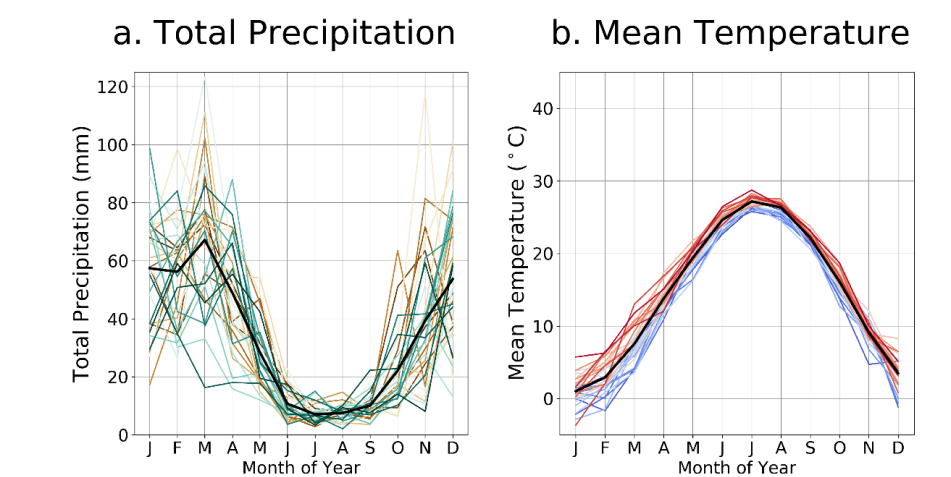 a. Total Precipitation
b. Mean Temperature
Total Precipitation (mm)
120
100
80
60
40
20
0
J F M A M J J A S O N D
Month of Year
Mean Temperature (°C)
40
30
20
10
0
J F M A M J J A S O N D
Month of Year